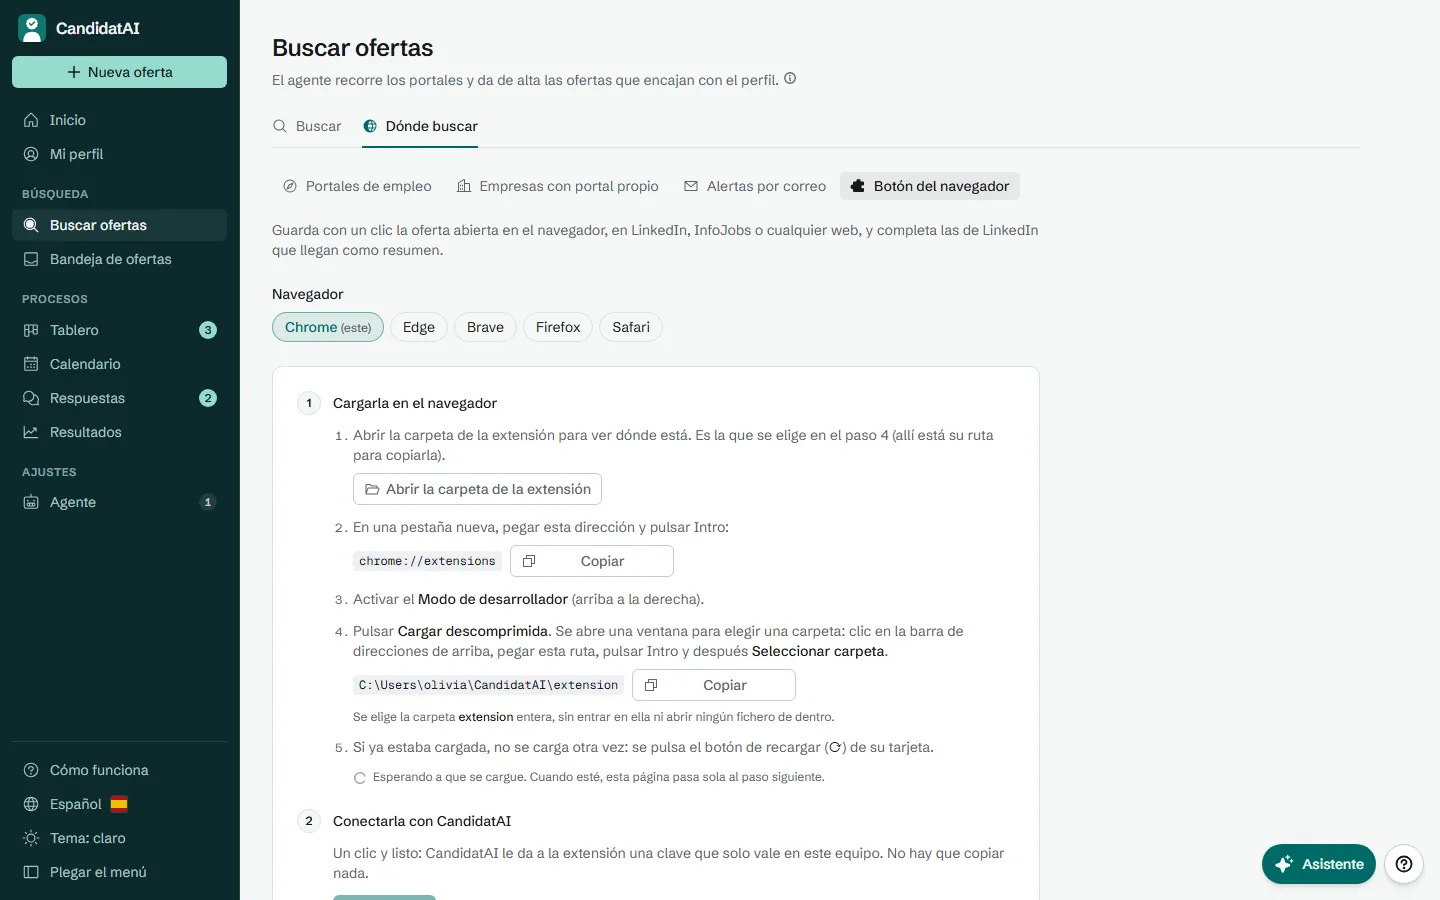 CandidatAI
Nueva oferta
Inicio
Mi perfil
BÚSQUEDA
Buscar ofertas
Bandeja de ofertas
PROCESOS
Tablero 3
Calendario
Respuestas 2
Resultados
AJUSTES
Agente 1
Cómo funciona
Español
Tema: claro
Plegar el menú
Buscar ofertas
El agente recorre los portales y da de alta las ofertas que encajan con el perfil.
Buscar Dónde buscar
Portales de empleo Empresas con portal propio Alertas por correo Botón del navegador
Guarda con un clic la oferta abierta en el navegador, en LinkedIn, InfoJobs o cualquier web, y completa las de LinkedIn
que llegan como resumen.
Navegador
Chrome (este) Edge Brave Firefox Safari
1 Cargarla en el navegador
1. Abrir la carpeta de la extensión para ver dónde está. Es la que se elige en el paso 4 (allí está su ruta
para copiarla).
Abrir la carpeta de la extensión
2. En una pestaña nueva, pegar esta dirección y pulsar Intro:
chrome://extensions Copiar
3. Activar el Modo de desarrollador (arriba a la derecha).
4. Pulsar Cargar descomprimida. Se abre una ventana para elegir una carpeta: clic en la barra de
direcciones de arriba, pegar esta ruta, pulsar Intro y después Seleccionar carpeta.
C:\Users\olivia\CandidatAI\extension Copiar
Se elige la carpeta extension entera, sin entrar en ella ni abrir ningún fichero de dentro.
5. Si ya estaba cargada, no se carga otra vez: se pulsa el botón de recargar (⟳) de su tarjeta.
Esperando a que se cargue. Cuando esté, esta página pasa sola al paso siguiente.
2 Conectarla con CandidatAI
Un clic y listo: CandidatAI le da a la extensión una clave que solo vale en este equipo. No hay que copiar
nada.
Asistente